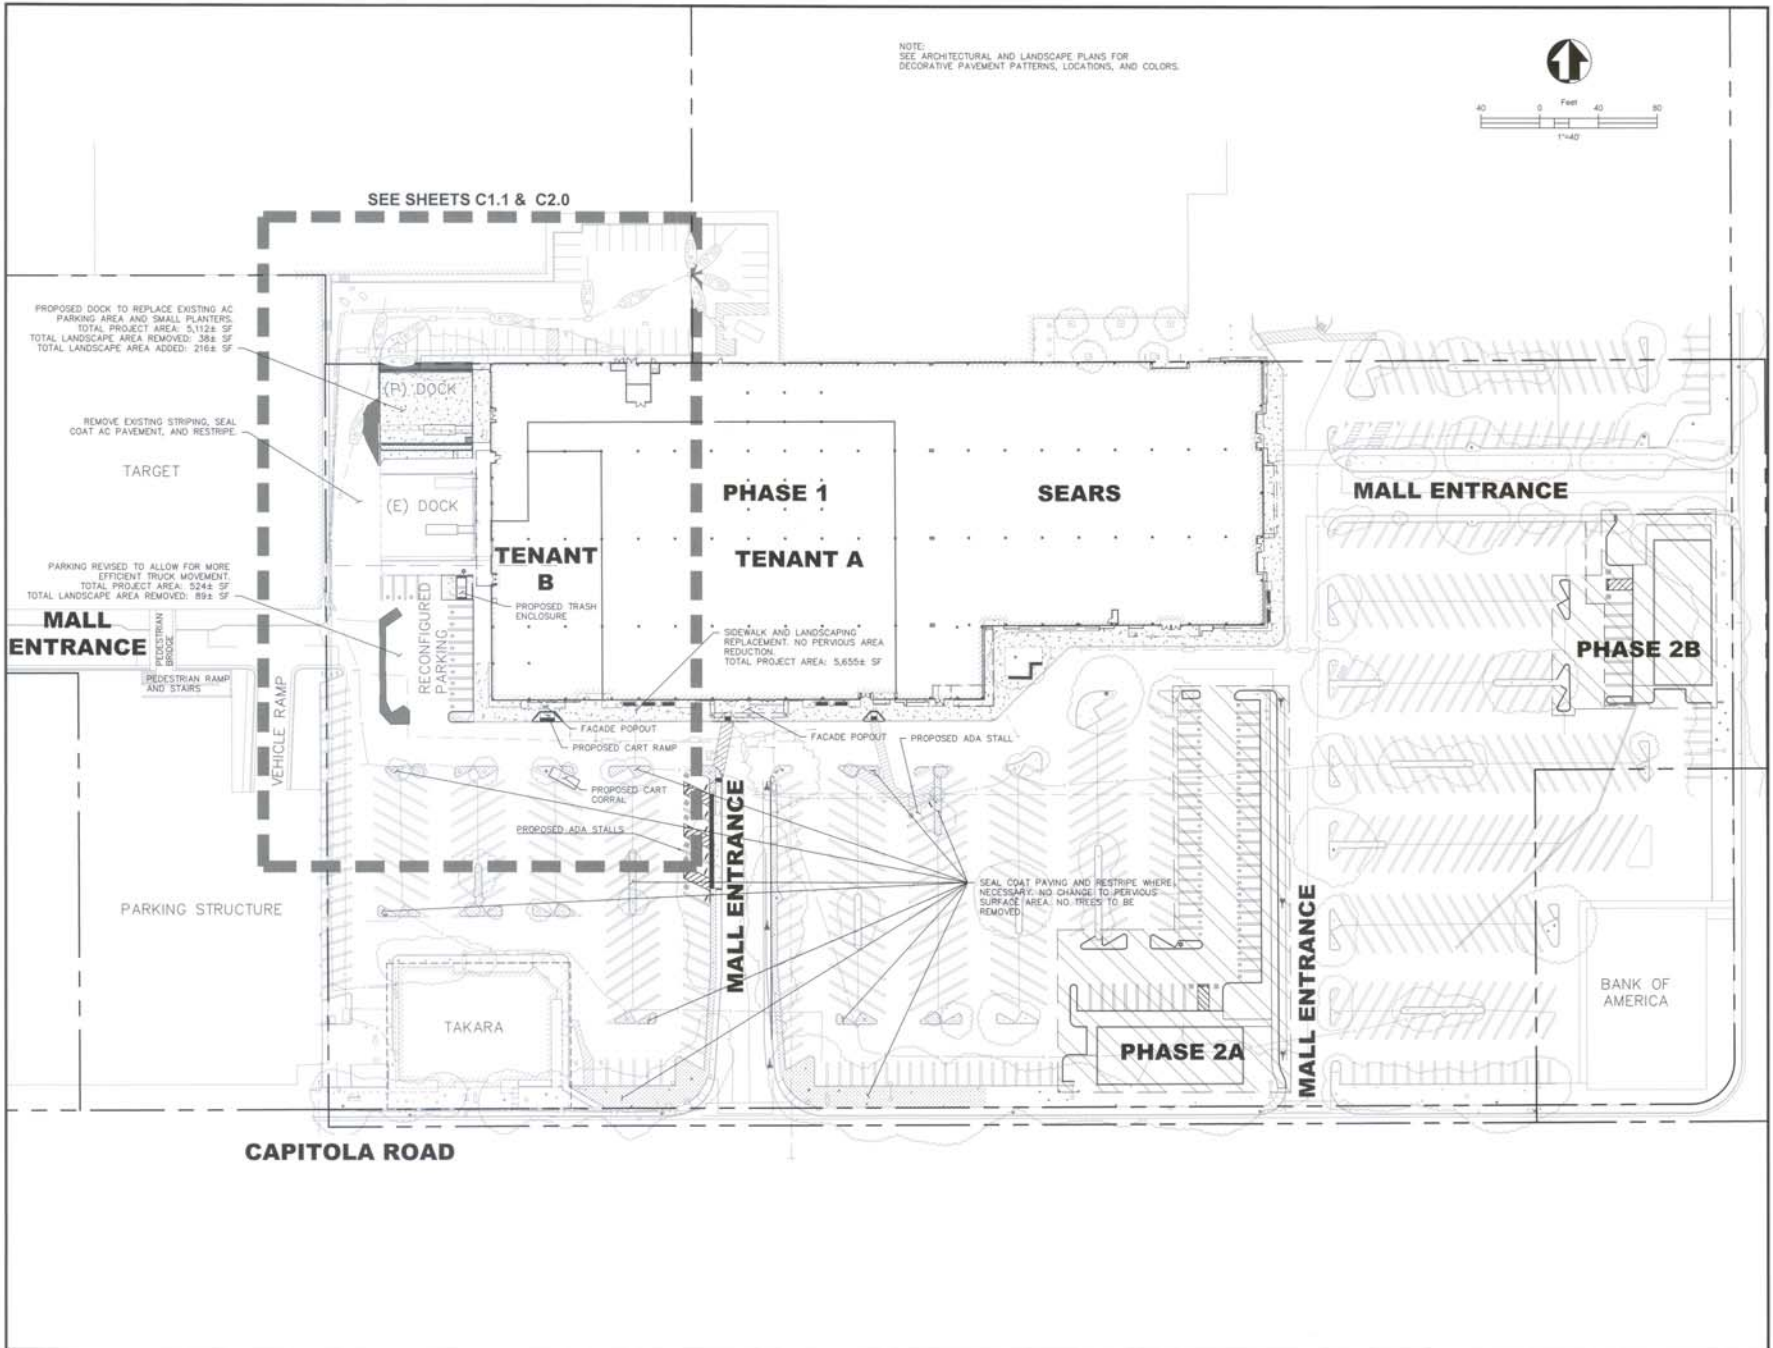 NOTE:
SEE ARCHITECTURAL AND LANDSCAPE PLANS FOR
DECORATIVE PAVEMENT PATTERNS, LOCATIONS, AND COLORS.
40 0 Feet 40 80
1"=40'
SEE SHEETS C1.1 & C2.0
PROPOSED DOCK TO REPLACE EXISTING AC
PARKING AREA AND SMALL PLANTERS.
TOTAL PROJECT AREA: 5,112± SF
TOTAL LANDSCAPE AREA REMOVED: 38± SF
TOTAL LANDSCAPE AREA ADDED: 216± SF
(P) DOCK
REMOVE EXISTING STRIPING, SEAL
COAT AC PAVEMENT, AND RESTRIPE.
TARGET
(E) DOCK
PHASE 1
SEARS
MALL ENTRANCE
TENANT
B
TENANT A
PARKING REVISED TO ALLOW FOR MORE
EFFICIENT TRUCK MOVEMENT.
TOTAL PROJECT AREA: 524± SF
TOTAL LANDSCAPE AREA REMOVED: 89± SF
MALL
ENTRANCE
PEDESTRIAN
BRIDGE
PEDESTRIAN RAMP
AND STAIRS
VEHICLE RAMP
RECONFIGURED
PARKING
PROPOSED TRASH
ENCLOSURE
SIDEWALK AND LANDSCAPING
REPLACEMENT. NO PERVIOUS AREA
REDUCTION.
TOTAL PROJECT AREA: 5,655± SF
PHASE 2B
FACADE POPOUT
PROPOSED CART RAMP
FACADE POPOUT
PROPOSED ADA STALL
PROPOSED CART
CORRAL
PROPOSED ADA STALLS
MALL ENTRANCE
SEAL COAT PAVING AND RESTRIPE WHERE
NECESSARY. NO CHANGE TO PERVIOUS
SURFACE AREA. NO TREES TO BE
REMOVED.
MALL ENTRANCE
PARKING STRUCTURE
TAKARA
PHASE 2A
BANK OF
AMERICA
CAPITOLA ROAD